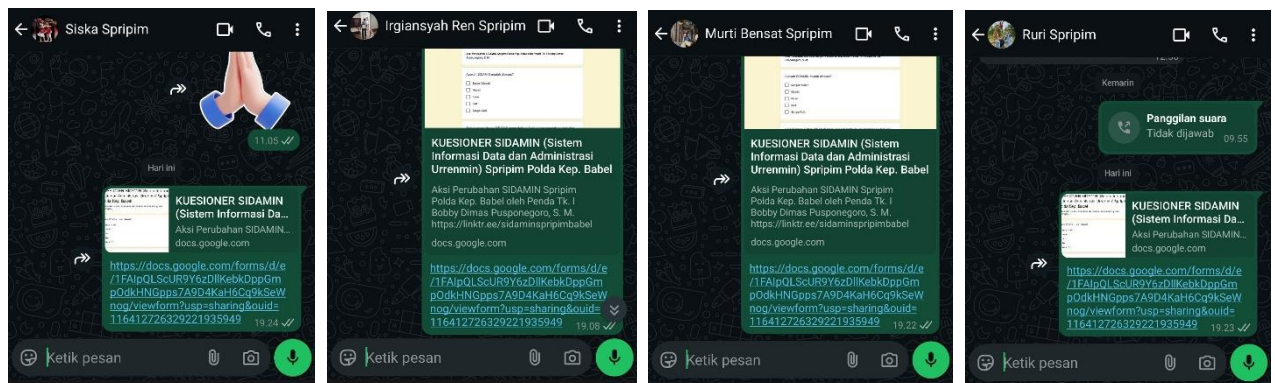 Siska Spripim
11.05
Hari ini
KUESIONER SIDAMIN
(Sistem Informasi Da...
Aksi Perubahan SIDAMIN...
docs.google.com
https://docs.google.com/forms/d/e
/1FAIpQLScUR9Y6zDllKebkDppGm
pOdkHNGpps7A9D4KaH6Cq9kSeW
nog/viewform?usp=sharing&ouid=
116412726329221935949 19.24
Ketik pesan
Irgiansyah Ren Spripim
KUESIONER SIDAMIN (Sistem
Informasi Data dan Administrasi
Urrenmin) Spripim Polda Kep. Babel
Aksi Perubahan SIDAMIN Spripim
Polda Kep. Babel oleh Penda Tk. I
Bobby Dimas Pusponegoro, S. M.
https://linktr.ee/sidaminspripimbabel
docs.google.com
https://docs.google.com/forms/d/e
/1FAIpQLScUR9Y6zDllKebkDppGm
pOdkHNGpps7A9D4KaH6Cq9kSeW
nog/viewform?usp=sharing&ouid=
116412726329221935949 19.08
Ketik pesan
Murti Bensat Spripim
KUESIONER SIDAMIN (Sistem
Informasi Data dan Administrasi
Urrenmin) Spripim Polda Kep. Babel
Aksi Perubahan SIDAMIN Spripim
Polda Kep. Babel oleh Penda Tk. I
Bobby Dimas Pusponegoro, S. M.
https://linktr.ee/sidaminspripimbabel
docs.google.com
https://docs.google.com/forms/d/e
/1FAIpQLScUR9Y6zDllKebkDppGm
pOdkHNGpps7A9D4KaH6Cq9kSeW
nog/viewform?usp=sharing&ouid=
116412726329221935949 19.22
Ketik pesan
Ruri Spripim
Kemarin
Panggilan suara
Tidak dijawab 09.55
Hari ini
KUESIONER SIDAMIN
(Sistem Informasi Da...
Aksi Perubahan SIDAMIN...
docs.google.com
https://docs.google.com/forms/d/e
/1FAIpQLScUR9Y6zDllKebkDppGm
pOdkHNGpps7A9D4KaH6Cq9kSeW
nog/viewform?usp=sharing&ouid=
116412726329221935949 19.23
Ketik pesan